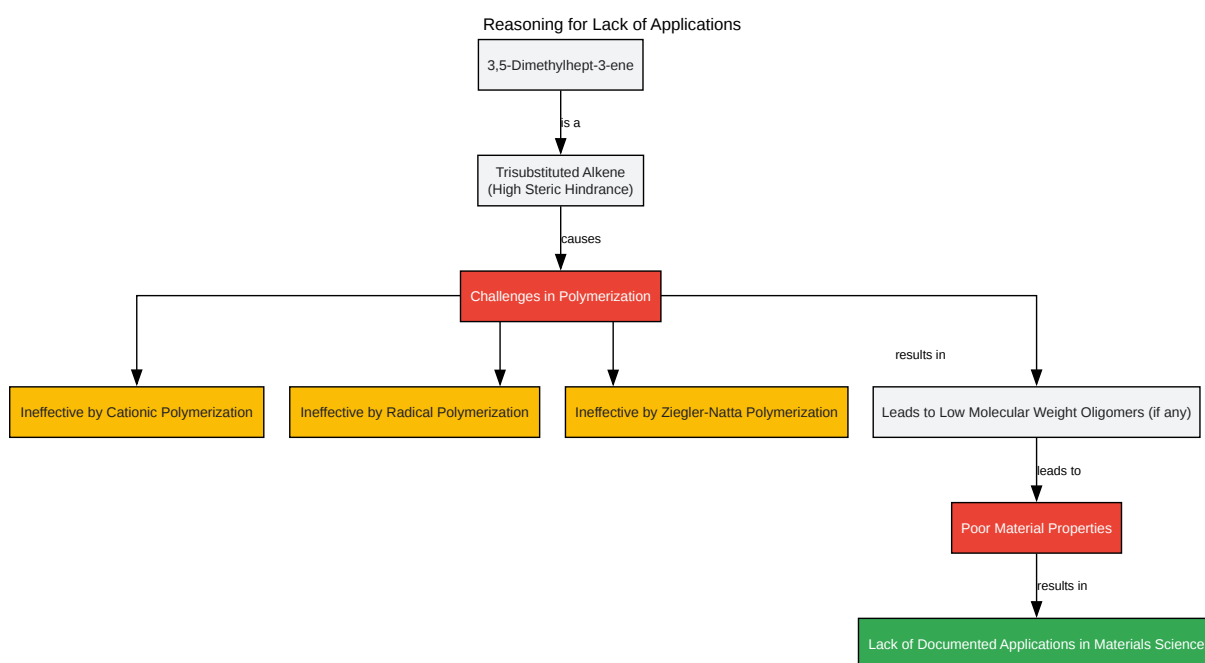 Reasoning for Lack of Applications
3,5-Dimethylhept-3-ene
is a
Trisubstituted Alkene
(High Steric Hindrance)
causes
Challenges in Polymerization
results in
Ineffective by Cationic Polymerization
Ineffective by Radical Polymerization
Ineffective by Ziegler-Natta Polymerization
Leads to Low Molecular Weight Oligomers (if any)
leads to
Poor Material Properties
results in
Lack of Documented Applications in Materials Science